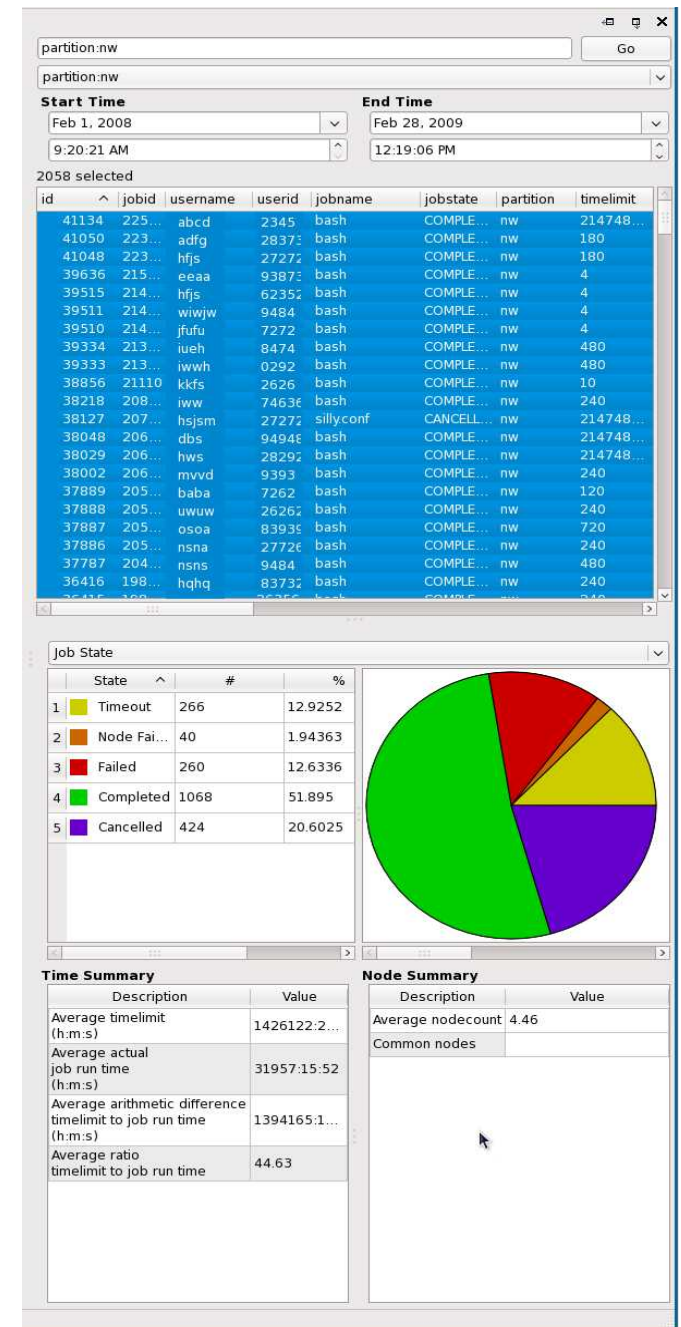 partition:nw Go
partition:nw
Start Time End Time
Feb 1, 2008 Feb 28, 2009
9:20:21 AM 12:19:06 PM
2058 selected
id jobid username userid jobname jobstate partition timelimit
41134 225... abcd 2345 bash COMPLE... nw 214748...
41050 223... adfg 28373 bash COMPLE... nw 180
41048 223... hfjs 27272 bash COMPLE... nw 180
39636 215... eeaa 93873 bash COMPLE... nw 4
39515 214... hfjs 62352 bash COMPLE... nw 4
39511 214... wiwjw 9484 bash COMPLE... nw 4
39510 214... jfufu 7272 bash COMPLE... nw 4
39334 213... iueh 8474 bash COMPLE... nw 480
39333 213... iwwh 0292 bash COMPLE... nw 480
38856 21110 kkfs 2626 bash COMPLE... nw 10
38218 208... iww 74636 bash COMPLE... nw 240
38127 207... hsjsm 27272 silly.conf CANCELL... nw 214748...
38048 206... dbs 94948 bash COMPLE... nw 214748...
38029 206... hws 28292 bash COMPLE... nw 214748...
38002 206... mvvd 9393 bash COMPLE... nw 240
37889 205... baba 7262 bash COMPLE... nw 120
37888 205... uwuw 26262 bash COMPLE... nw 240
37887 205... osoa 83939 bash COMPLE... nw 720
37886 205... nsna 27726 bash COMPLE... nw 240
37787 204... nsns 9484 bash COMPLE... nw 480
36416 198... hqhq 83732 bash COMPLE... nw 240
Job State
State # %
1 Timeout 266 12.9252
2 Node Fai... 40 1.94363
3 Failed 260 12.6336
4 Completed 1068 51.895
5 Cancelled 424 20.6025
Time Summary
Description Value
Average timelimit
(h:m:s) 1426122:2...
Average actual
job run time 31957:15:52
(h:m:s)
Average arithmetic difference
timelimit to job run time 1394165:1...
(h:m:s)
Average ratio
timelimit to job run time 44.63
Node Summary
Description Value
Average nodecount 4.46
Common nodes